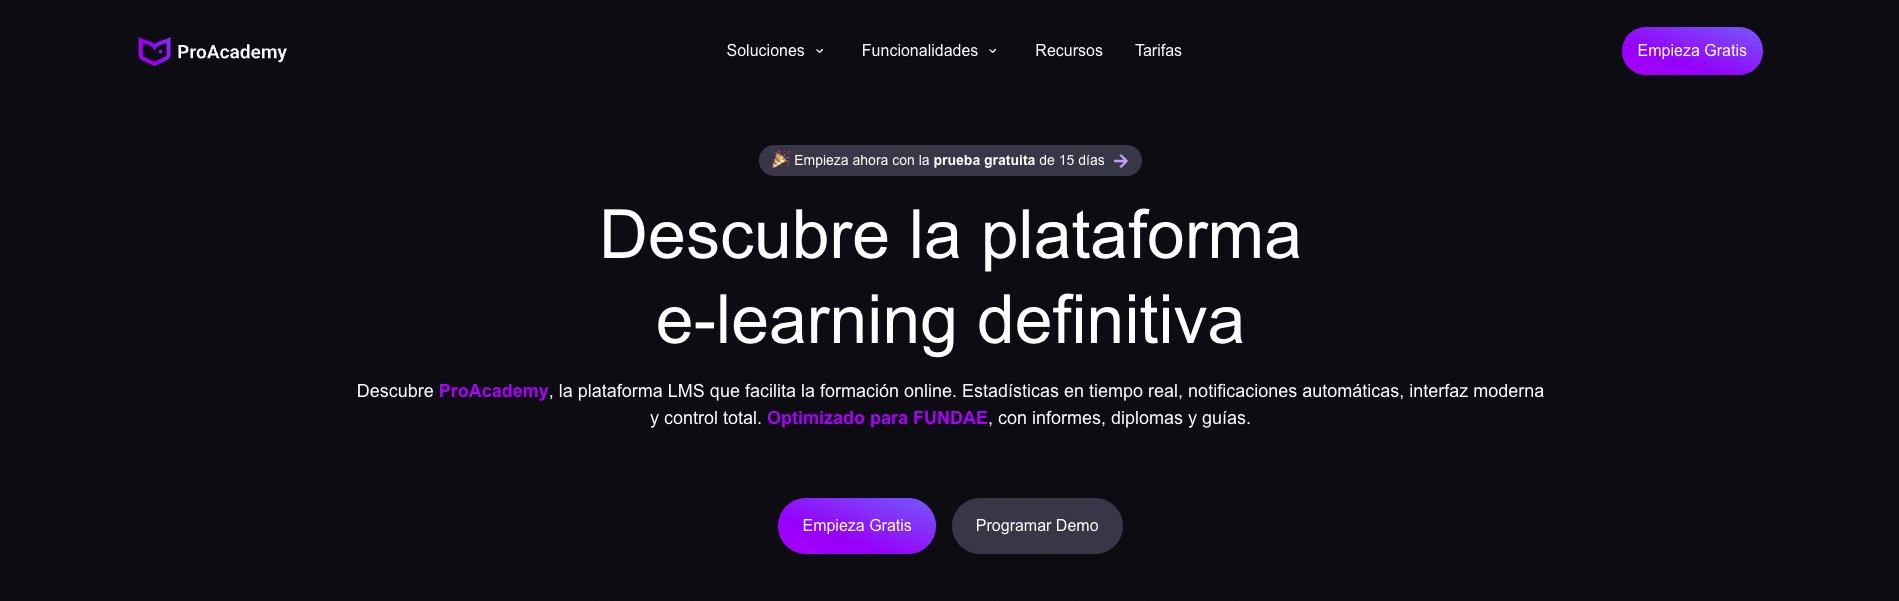 ProAcademy
Soluciones
Funcionalidades
Recursos
Tarifas
Empieza Gratis
🎉 Empieza ahora con la prueba gratuita de 15 días →
Descubre la plataforma
e-learning definitiva
Descubre ProAcademy, la plataforma LMS que facilita la formación online. Estadísticas en tiempo real, notificaciones automáticas, interfaz moderna
y control total. Optimizado para FUNDAE, con informes, diplomas y guías.
Empieza Gratis
Programar Demo